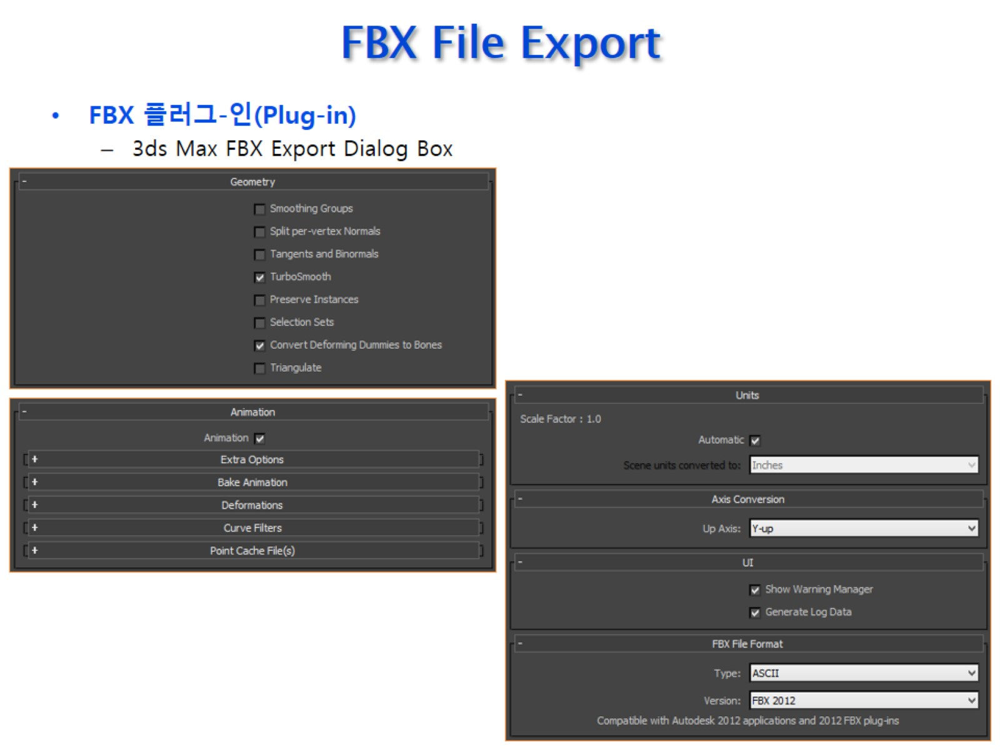 FBX File Export
• FBX 플러그-인(Plug-in)
– 3ds Max FBX Export Dialog Box
- Geometry
Smoothing Groups
Split per-vertex Normals
Tangents and Binormals
TurboSmooth
Preserve Instances
Selection Sets
Convert Deforming Dummies to Bones
Triangulate
- Animation
Animation
+ Extra Options
+ Bake Animation
+ Deformations
+ Curve Filters
+ Point Cache File(s)
- Units
Scale Factor : 1.0
Automatic
Scene units converted to: Inches
- Axis Conversion
Up Axis: Y-up
- UI
Show Warning Manager
Generate Log Data
- FBX File Format
Type: ASCII
Version: FBX 2012
Compatible with Autodesk 2012 applications and 2012 FBX plug-ins